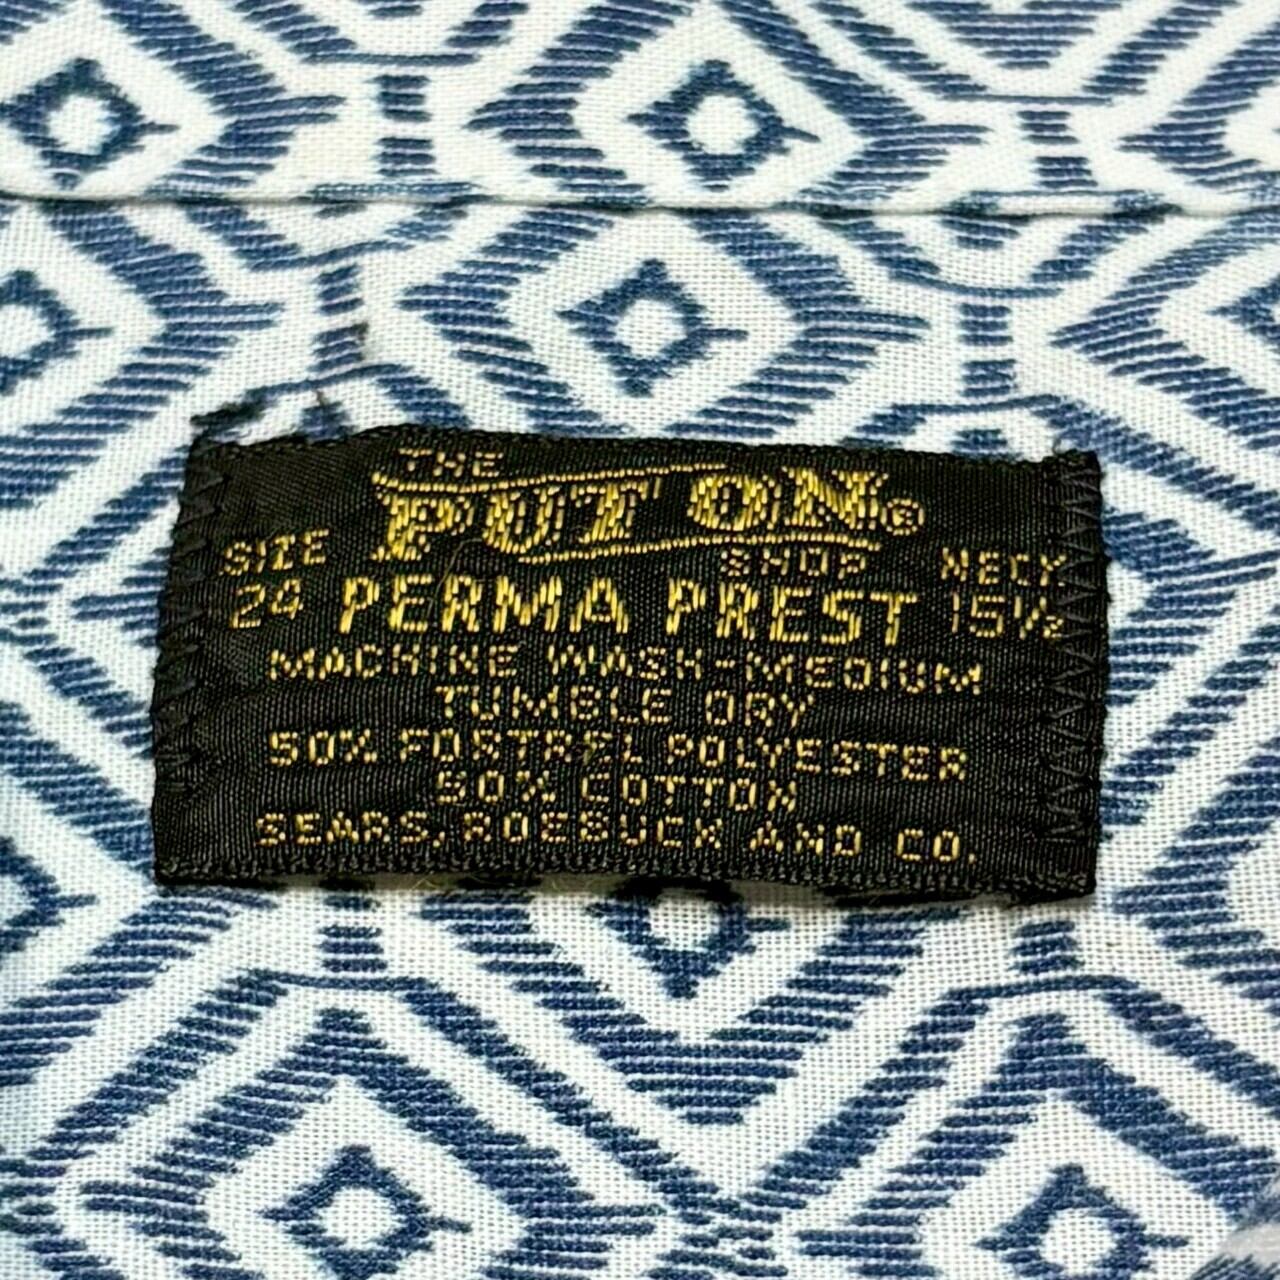 THE
PUT ON®
SHOP
SIZE
24
NECK
15½
PERMA PREST
MACHINE WASH-MEDIUM
TUMBLE DRY
50% FORTREL POLYESTER
50% COTTON
SEARS, ROEBUCK AND CO.